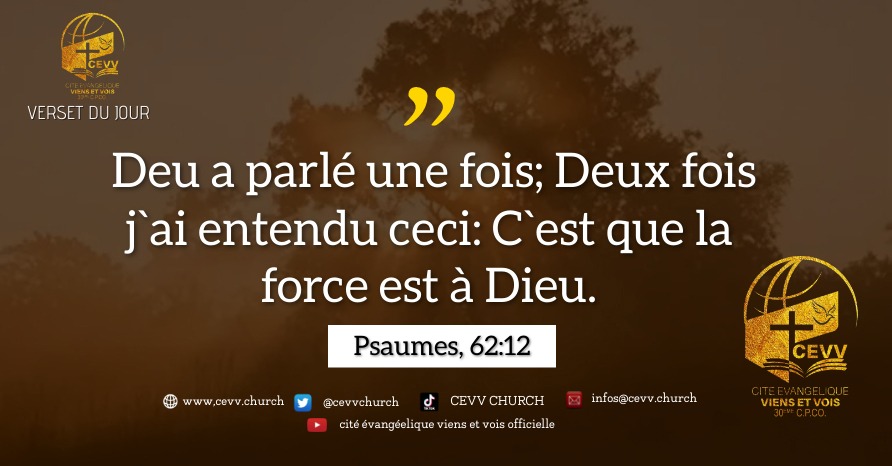 CEVV
CITE EVANGELIQUE
VIENS ET VOIS
30ème C.P.CO.
VERSET DU JOUR
”
Deu a parlé une fois; Deux fois
j`ai entendu ceci: C`est que la
force est à Dieu.
Psaumes, 62:12
CEVV
CITE EVANGELIQUE
VIENS ET VOIS
30ÈME C.P.CO.
www,cevv.church @cevvchurch CEVV CHURCH infos@cevv.church
cité évangéelique viens et vois officielle